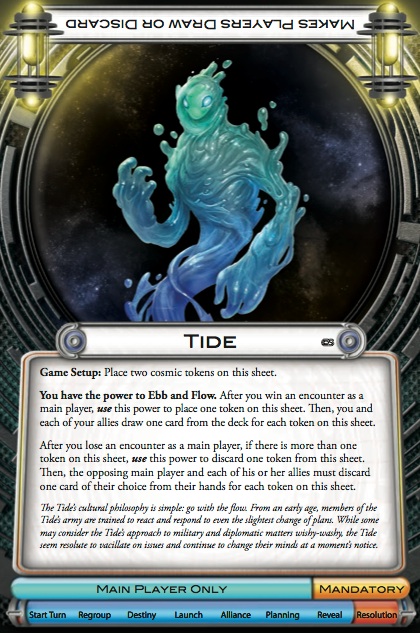 Makes Players Draw or Discard
Tide
Game Setup: Place two cosmic tokens on this sheet.
You have the power to Ebb and Flow. After you win an encounter as a
main player, use this power to place one token on this sheet. Then, you and
each of your allies draw one card from the deck for each token on this sheet.
After you lose an encounter as a main player, if there is more than one
token on this sheet, use this power to discard one token from this sheet.
Then, the opposing main player and each of his or her allies must discard
one card of their choice from their hands for each token on this sheet.
The Tide's cultural philosophy is simple: go with the flow. From an early age, members of the
Tide's army are trained to react and respond to even the slightest change of plans. While some
may consider the Tide's approach to military and diplomatic matters wishy-washy, the Tide
seem resolute to vacillate on issues and continue to change their minds at a moment's notice.
Main Player Only Mandatory
Start Turn Regroup Destiny Launch Alliance Planning Reveal Resolution